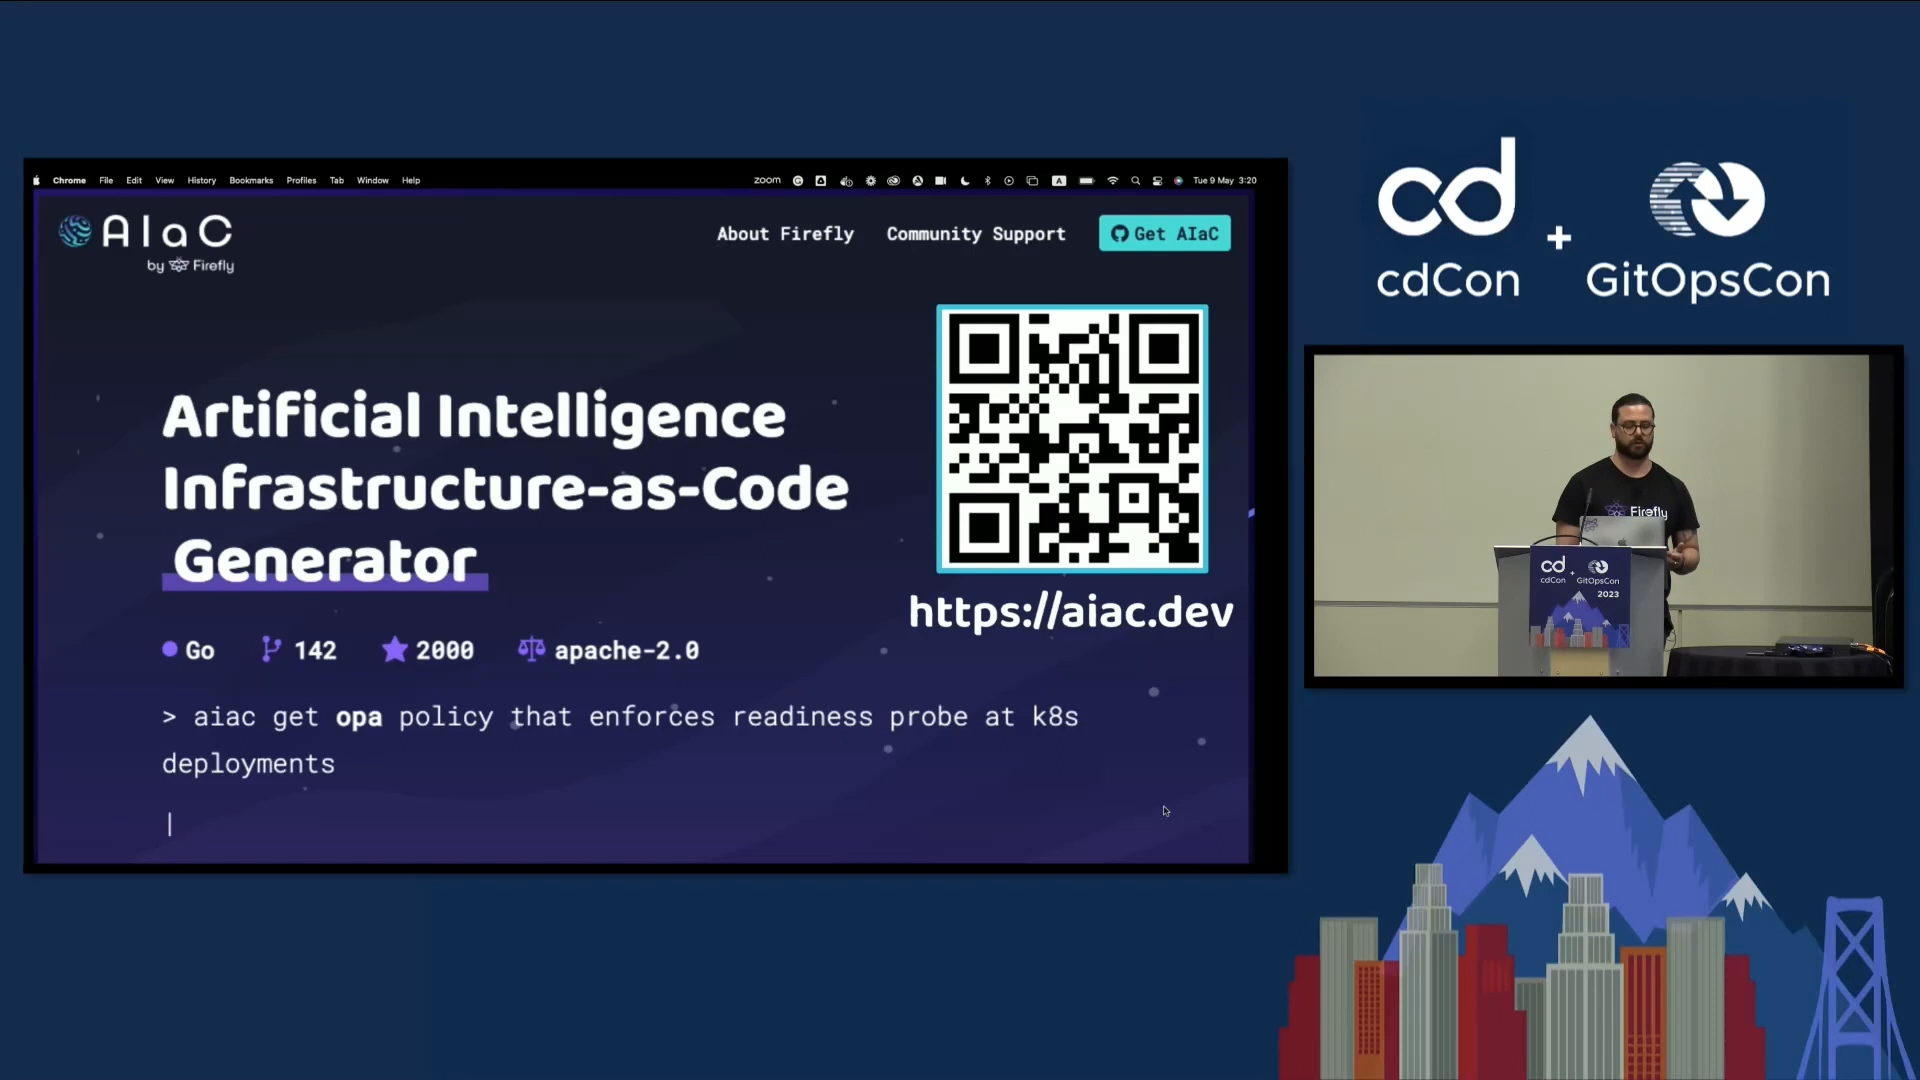 Chrome File Edit View History Bookmarks Profiles Tab Window Help
zoom
A
Tue 9 May 3:20
AIaC
by Firefly
About Firefly
Community Support
Get AIaC
Artificial Intelligence
Infrastructure-as-Code
Generator
Go
142
2000
apache-2.0
> aiac get opa policy that enforces readiness probe at k8s
deployments
https://aiac.dev
cd
cdCon
+
GitOpsCon
Firefly
cd
cdCon
+
GitOpsCon
2023